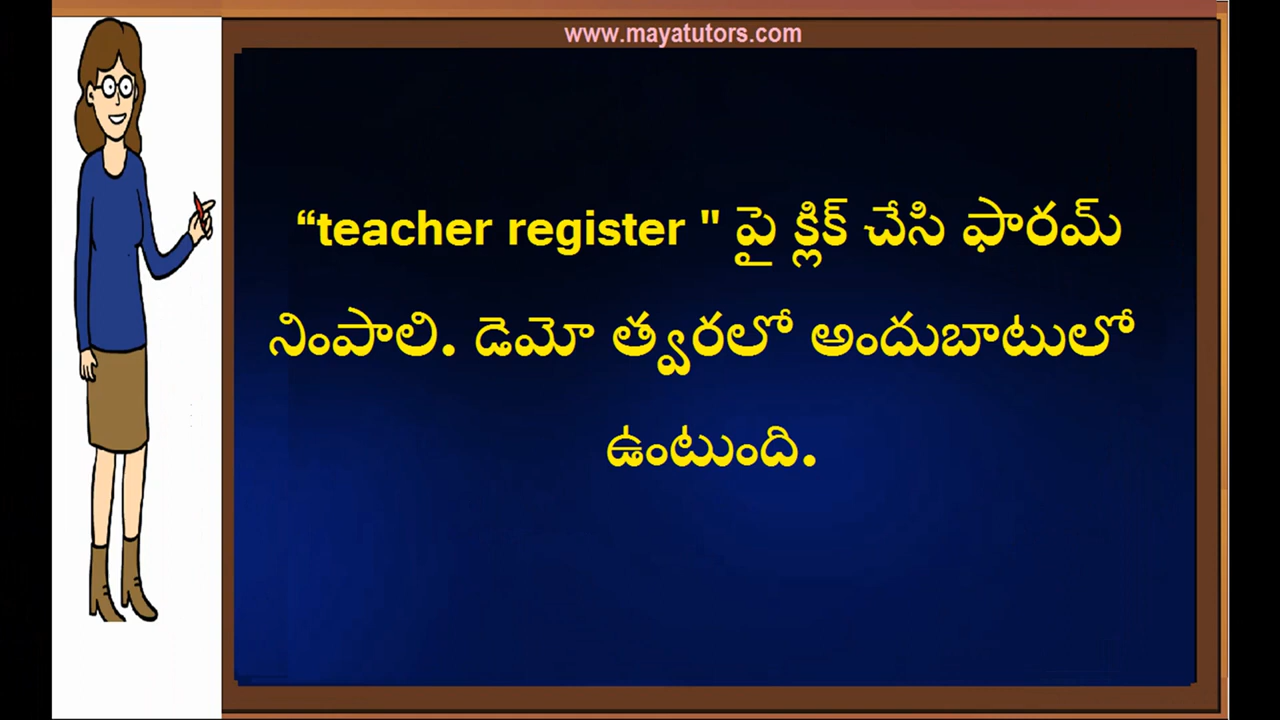 www.mayatutors.com
“teacher register " పై క్లిక్ చేసి ఫారమ్
నింపాలి. డెమో త్వరలో అందుబాటులో
ఉంటుంది.